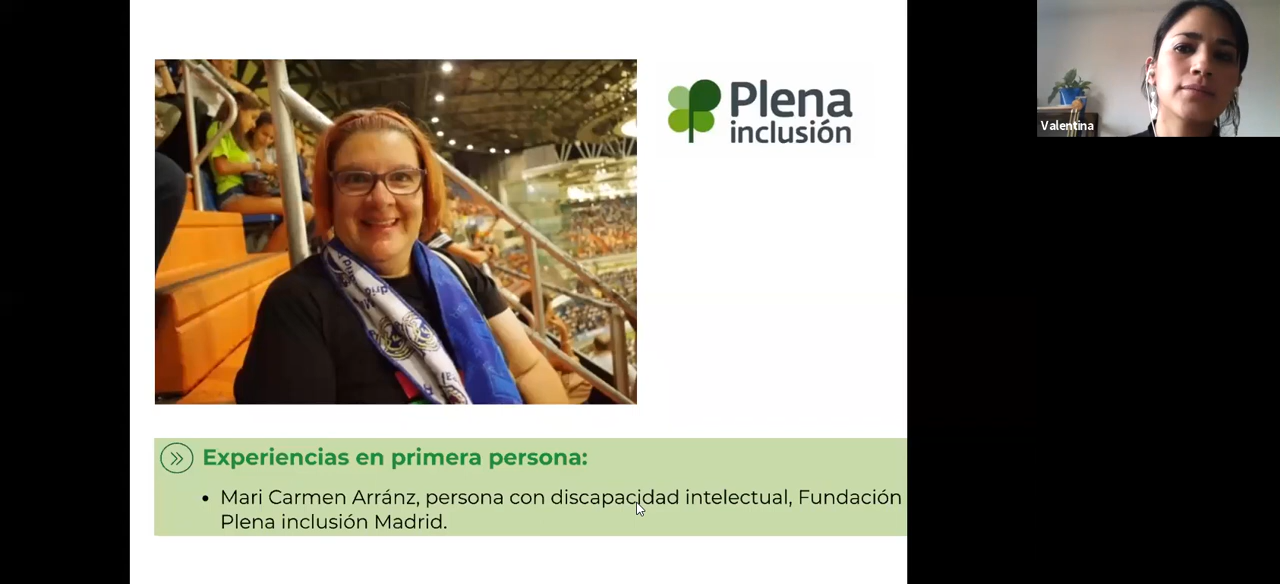 Plena
inclusión
Valentina
Experiencias en primera persona:
• Mari Carmen Arránz, persona con discapacidad intelectual, Fundación
Plena inclusión Madrid.